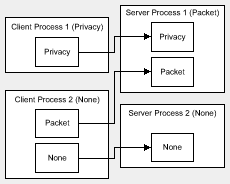 Client Process 1 (Privacy)
Privacy
Server Process 1 (Packet)
Privacy
Packet
Client Process 2 (None)
Packet
None
Server Process 2 (None)
None